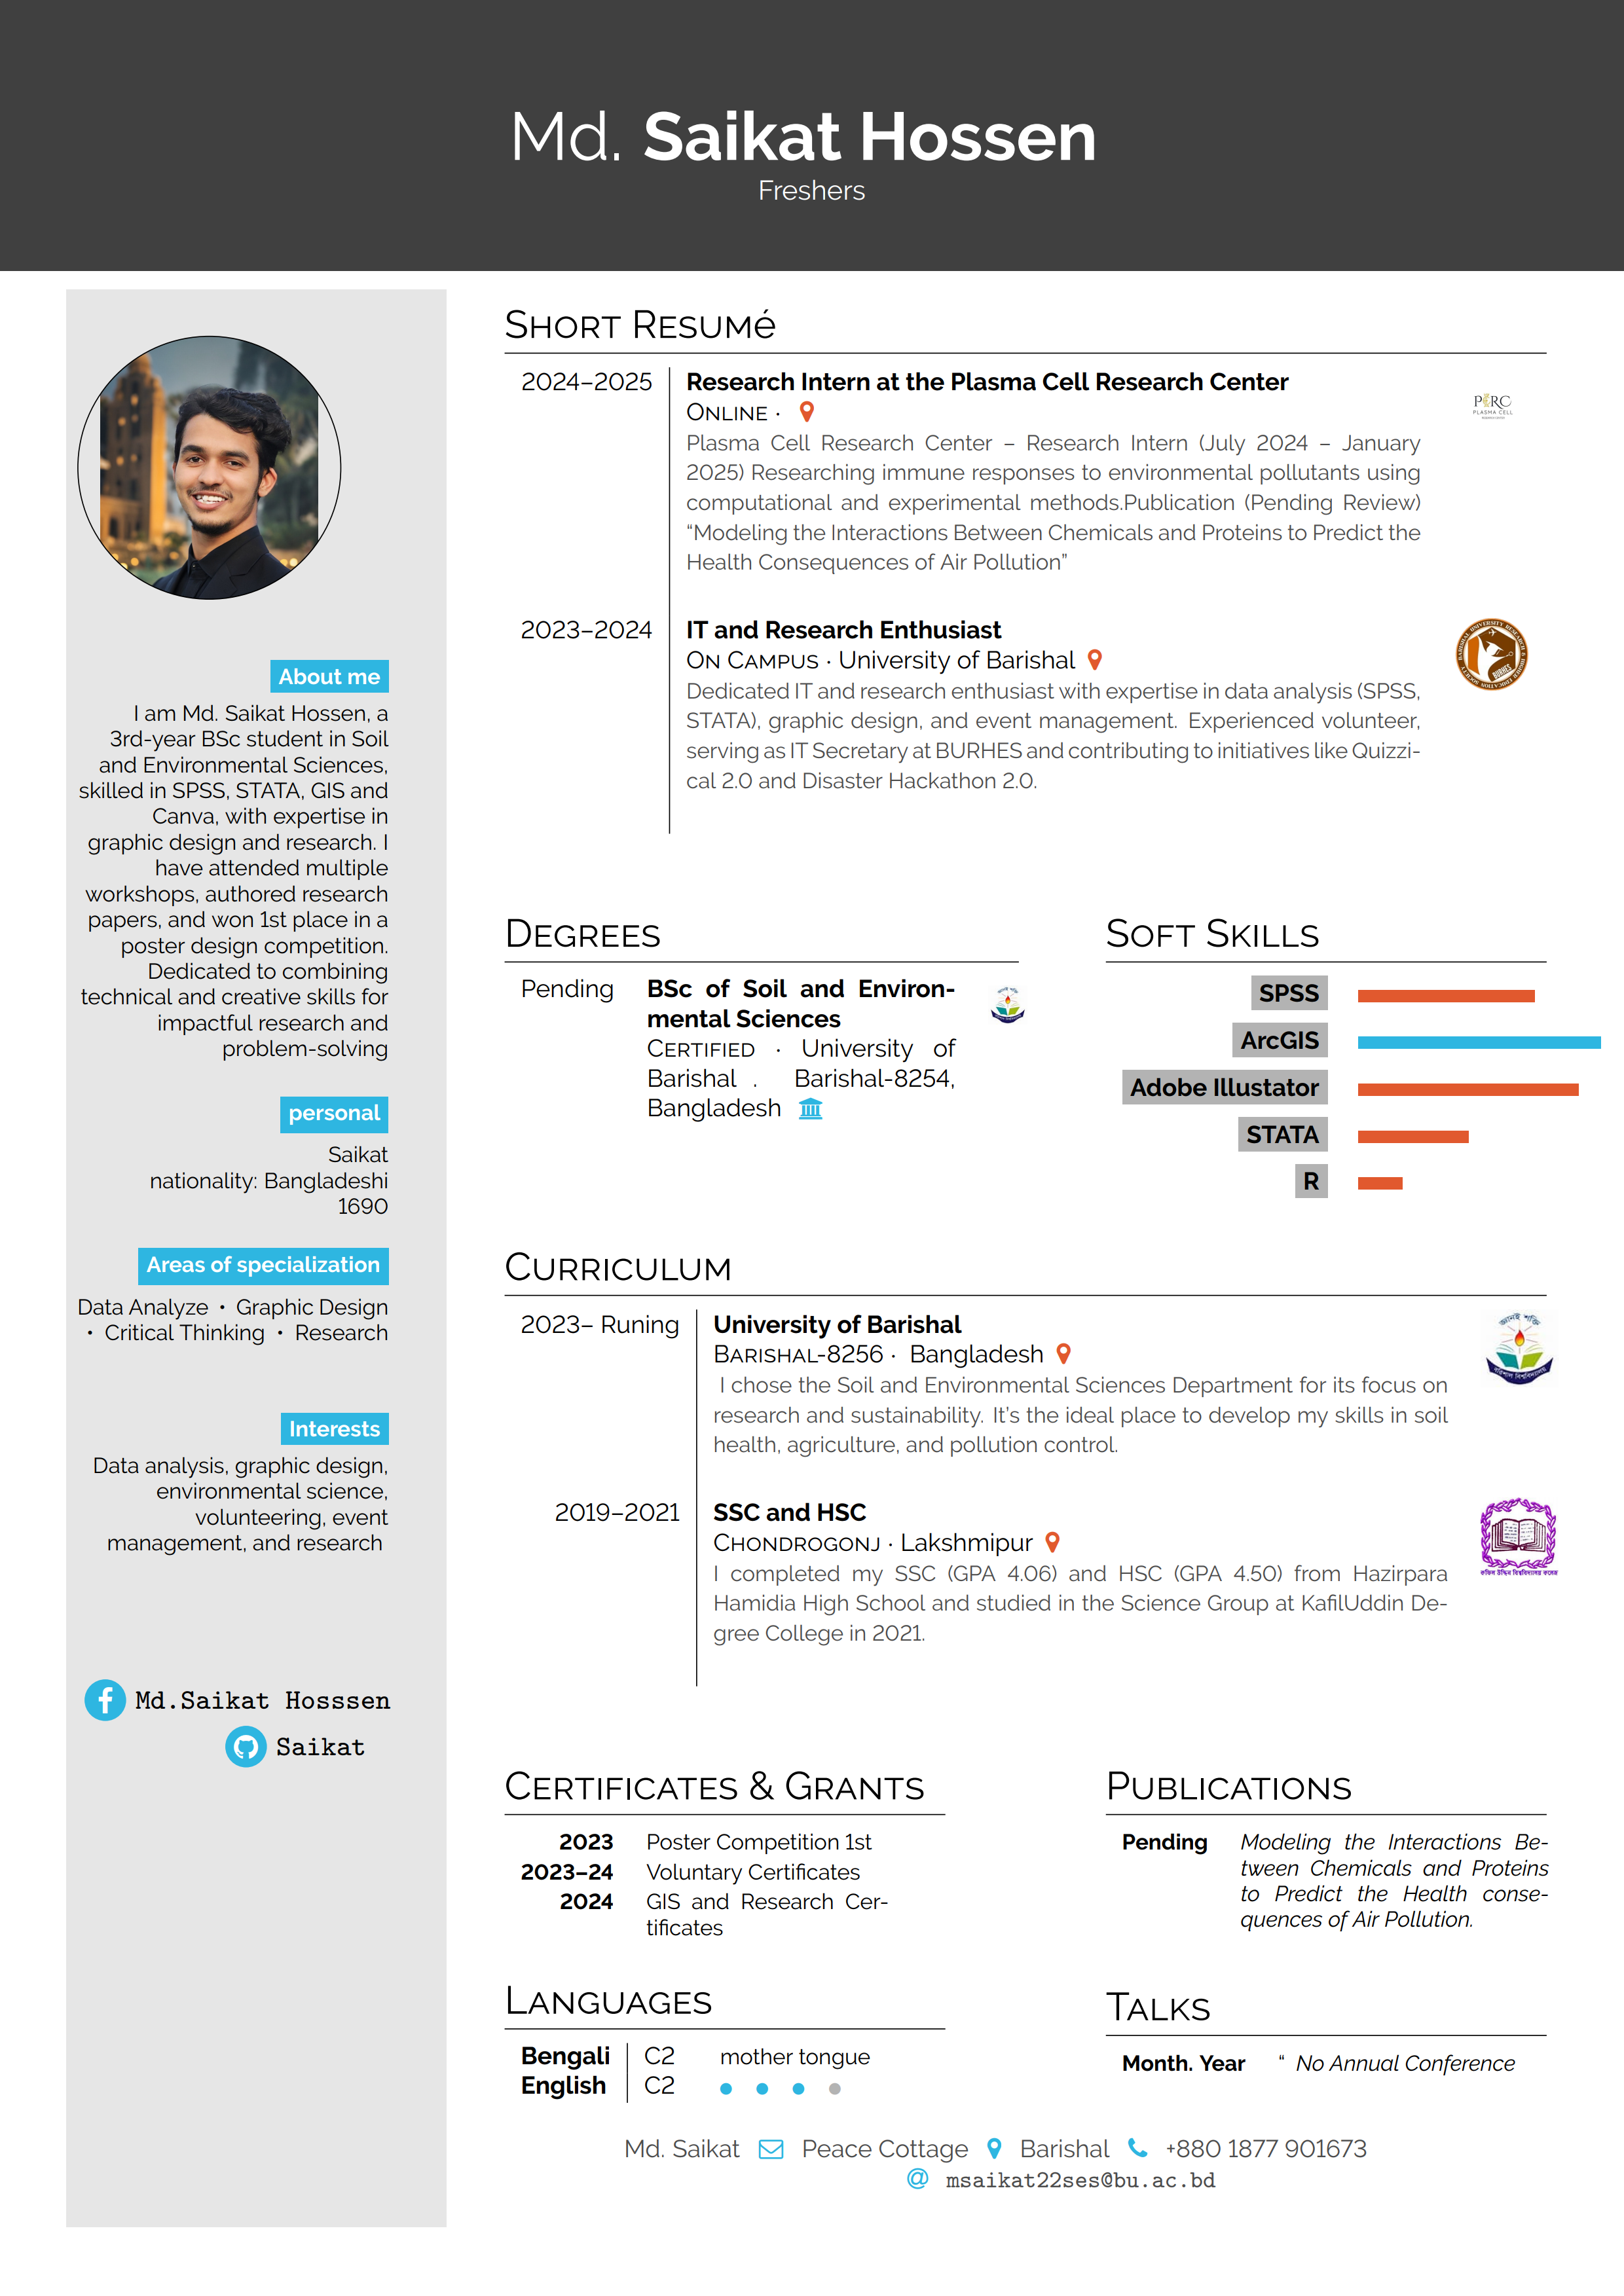 Md. Saikat Hossen
Freshers
About me
I am Md. Saikat Hossen, a
3rd-year BSc student in Soil
and Environmental Sciences,
skilled in SPSS, STATA, GIS and
Canva, with expertise in
graphic design and research. I
have attended multiple
workshops, authored research
papers, and won 1st place in a
poster design competition.
Dedicated to combining
technical and creative skills for
impactful research and
problem-solving
personal
Saikat
nationality: Bangladeshi
1690
Areas of specialization
Data Analyze • Graphic Design
• Critical Thinking • Research
Interests
Data analysis, graphic design,
environmental science,
volunteering, event
management, and research
Md.Saikat Hosssen
Saikat
Short Resumé
2024–2025 Research Intern at the Plasma Cell Research Center
Online ·
Plasma Cell Research Center – Research Intern (July 2024 – January
2025) Researching immune responses to environmental pollutants using
computational and experimental methods.Publication (Pending Review)
“Modeling the Interactions Between Chemicals and Proteins to Predict the
Health Consequences of Air Pollution”
PLASMA CELL
2023–2024 IT and Research Enthusiast
On Campus · University of Barishal
Dedicated IT and research enthusiast with expertise in data analysis (SPSS,
STATA), graphic design, and event management. Experienced volunteer,
serving as IT Secretary at BURHES and contributing to initiatives like Quizzi-
cal 2.0 and Disaster Hackathon 2.0.
BURHES
Degrees
Pending BSc of Soil and Environ-
mental Sciences
Certified · University of
Barishal . Barishal-8254,
Bangladesh
Soft Skills
SPSS
ArcGIS
Adobe Illustator
STATA
R
Curriculum
2023– Runing University of Barishal
Barishal-8256 · Bangladesh
I chose the Soil and Environmental Sciences Department for its focus on
research and sustainability. It’s the ideal place to develop my skills in soil
health, agriculture, and pollution control.
2019–2021 SSC and HSC
Chondrogonj · Lakshmipur
I completed my SSC (GPA 4.06) and HSC (GPA 4.50) from Hazirpara
Hamidia High School and studied in the Science Group at KafilUddin De-
gree College in 2021.
Certificates & Grants
2023 Poster Competition 1st
2023–24 Voluntary Certificates
2024 GIS and Research Cer-
tificates
Publications
Pending Modeling the Interactions Be-
tween Chemicals and Proteins
to Predict the Health conse-
quences of Air Pollution.
Languages
Bengali C2 mother tongue
English C2
Talks
Month. Year “ No Annual Conference
Md. Saikat Peace Cottage Barishal +880 1877 901673
@ msaikat22ses@bu.ac.bd